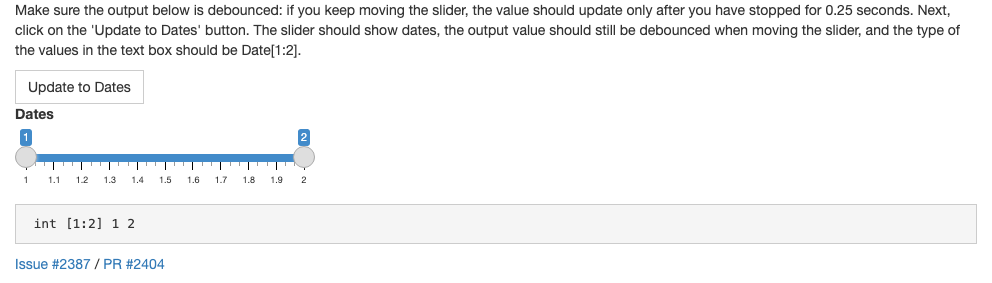 Make sure the output below is debounced: if you keep moving the slider, the value should update only after you have stopped for 0.25 seconds. Next,
click on the 'Update to Dates' button. The slider should show dates, the output value should still be debounced when moving the slider, and the type of
the values in the text box should be Date[1:2].
Update to Dates
Dates
1 2
1 1.1 1.2 1.3 1.4 1.5 1.6 1.7 1.8 1.9 2
int [1:2] 1 2
Issue #2387 / PR #2404